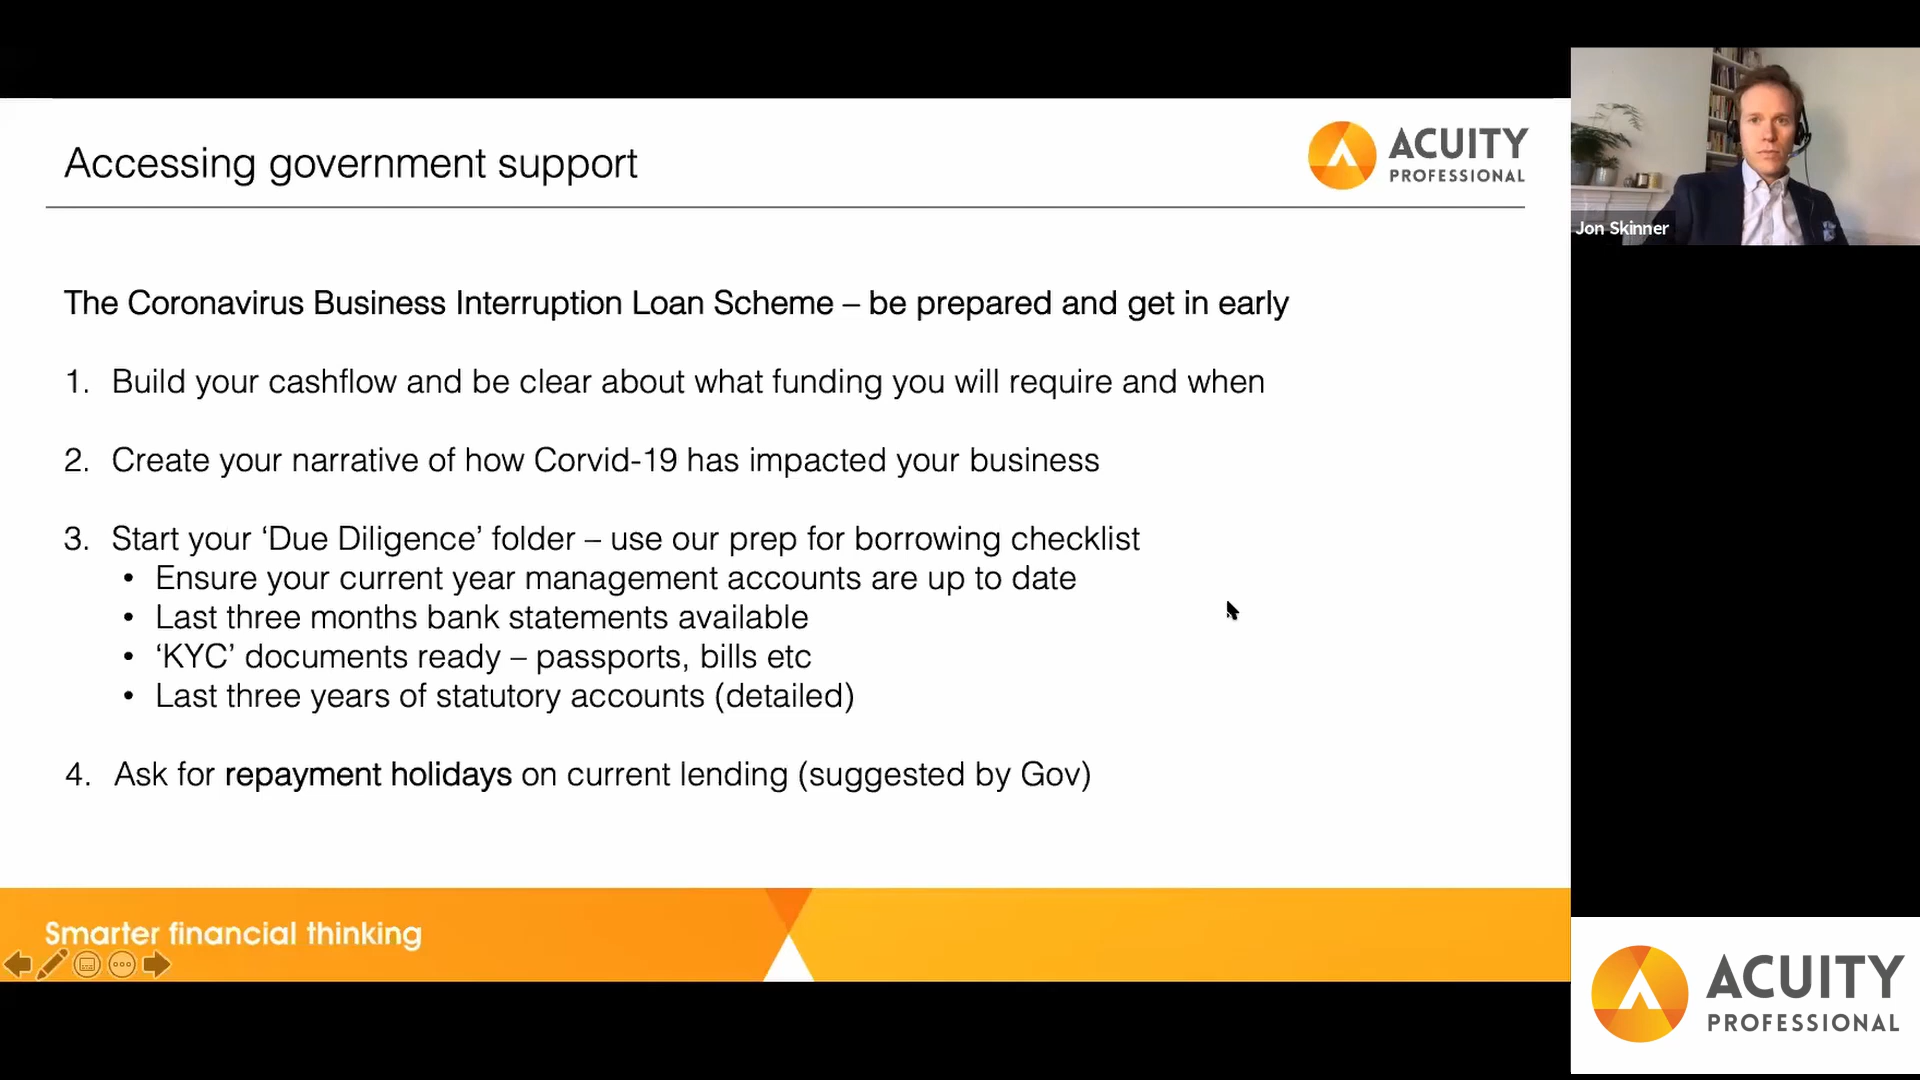 Accessing government support
ACUITY
PROFESSIONAL
Jon Skinner
The Coronavirus Business Interruption Loan Scheme – be prepared and get in early
1. Build your cashflow and be clear about what funding you will require and when
2. Create your narrative of how Corvid-19 has impacted your business
3. Start your ‘Due Diligence’ folder – use our prep for borrowing checklist
• Ensure your current year management accounts are up to date
• Last three months bank statements available
• ‘KYC’ documents ready – passports, bills etc
• Last three years of statutory accounts (detailed)
4. Ask for repayment holidays on current lending (suggested by Gov)
Smarter financial thinking
ACUITY
PROFESSIONAL